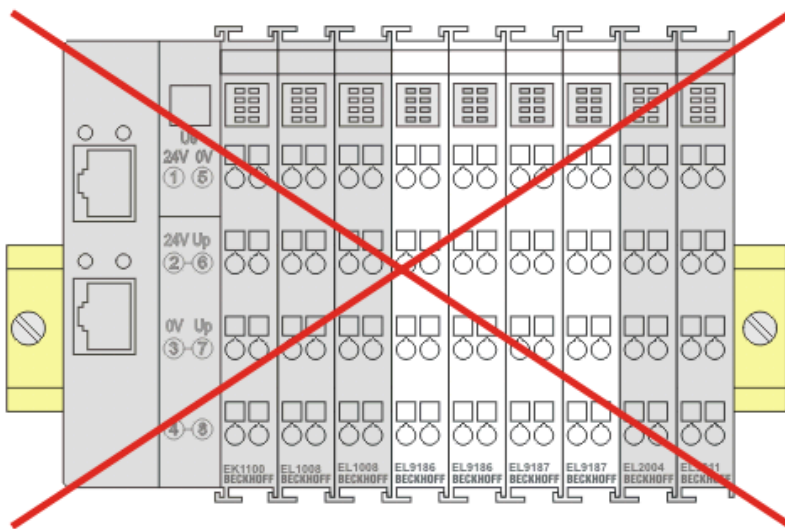 Us
24V 0V
1 5
24V Up
2 6
0V Up
3 7
4 8
EK1100 EL1008 EL1008 EL9186 EL9186 EL9187 EL9187 EL2004
BECKHOFF BECKHOFF BECKHOFF BECKHOFF BECKHOFF BECKHOFF BECKHOFF BECKHOFF BECKHOFF